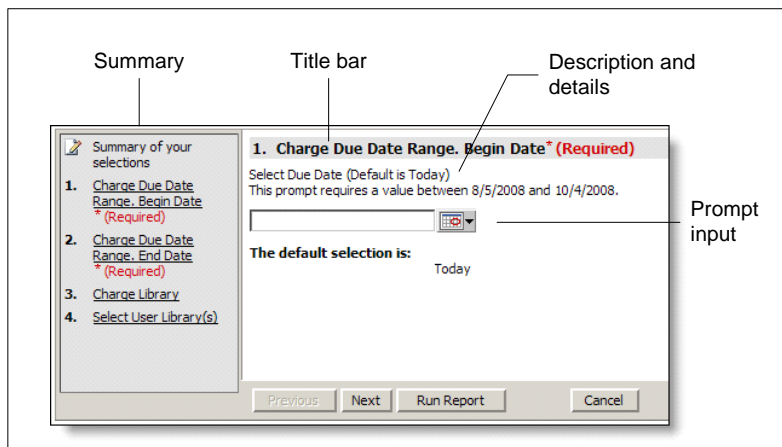 Summary
Title bar
Description and
details
Summary of your
selections
1. Charge Due Date
Range. Begin Date
* (Required)
2. Charge Due Date
Range. End Date
* (Required)
3. Charge Library
4. Select User Library(s)
1. Charge Due Date Range. Begin Date* (Required)
Select Due Date (Default is Today)
This prompt requires a value between 8/5/2008 and 10/4/2008.
Prompt
input
The default selection is:
Today
Previous Next Run Report Cancel